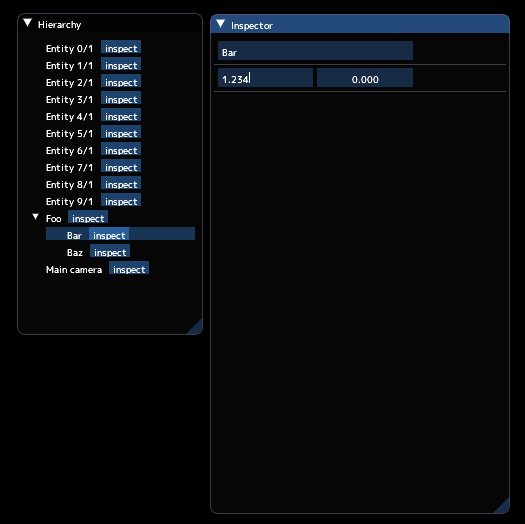 Hierarchy
Entity 0/1 inspect
Entity 1/1 inspect
Entity 2/1 inspect
Entity 3/1 inspect
Entity 4/1 inspect
Entity 5/1 inspect
Entity 6/1 inspect
Entity 7/1 inspect
Entity 8/1 inspect
Entity 9/1 inspect
Foo inspect
Bar inspect
Baz inspect
Main camera inspect
Inspector
Bar
1.234 0.000